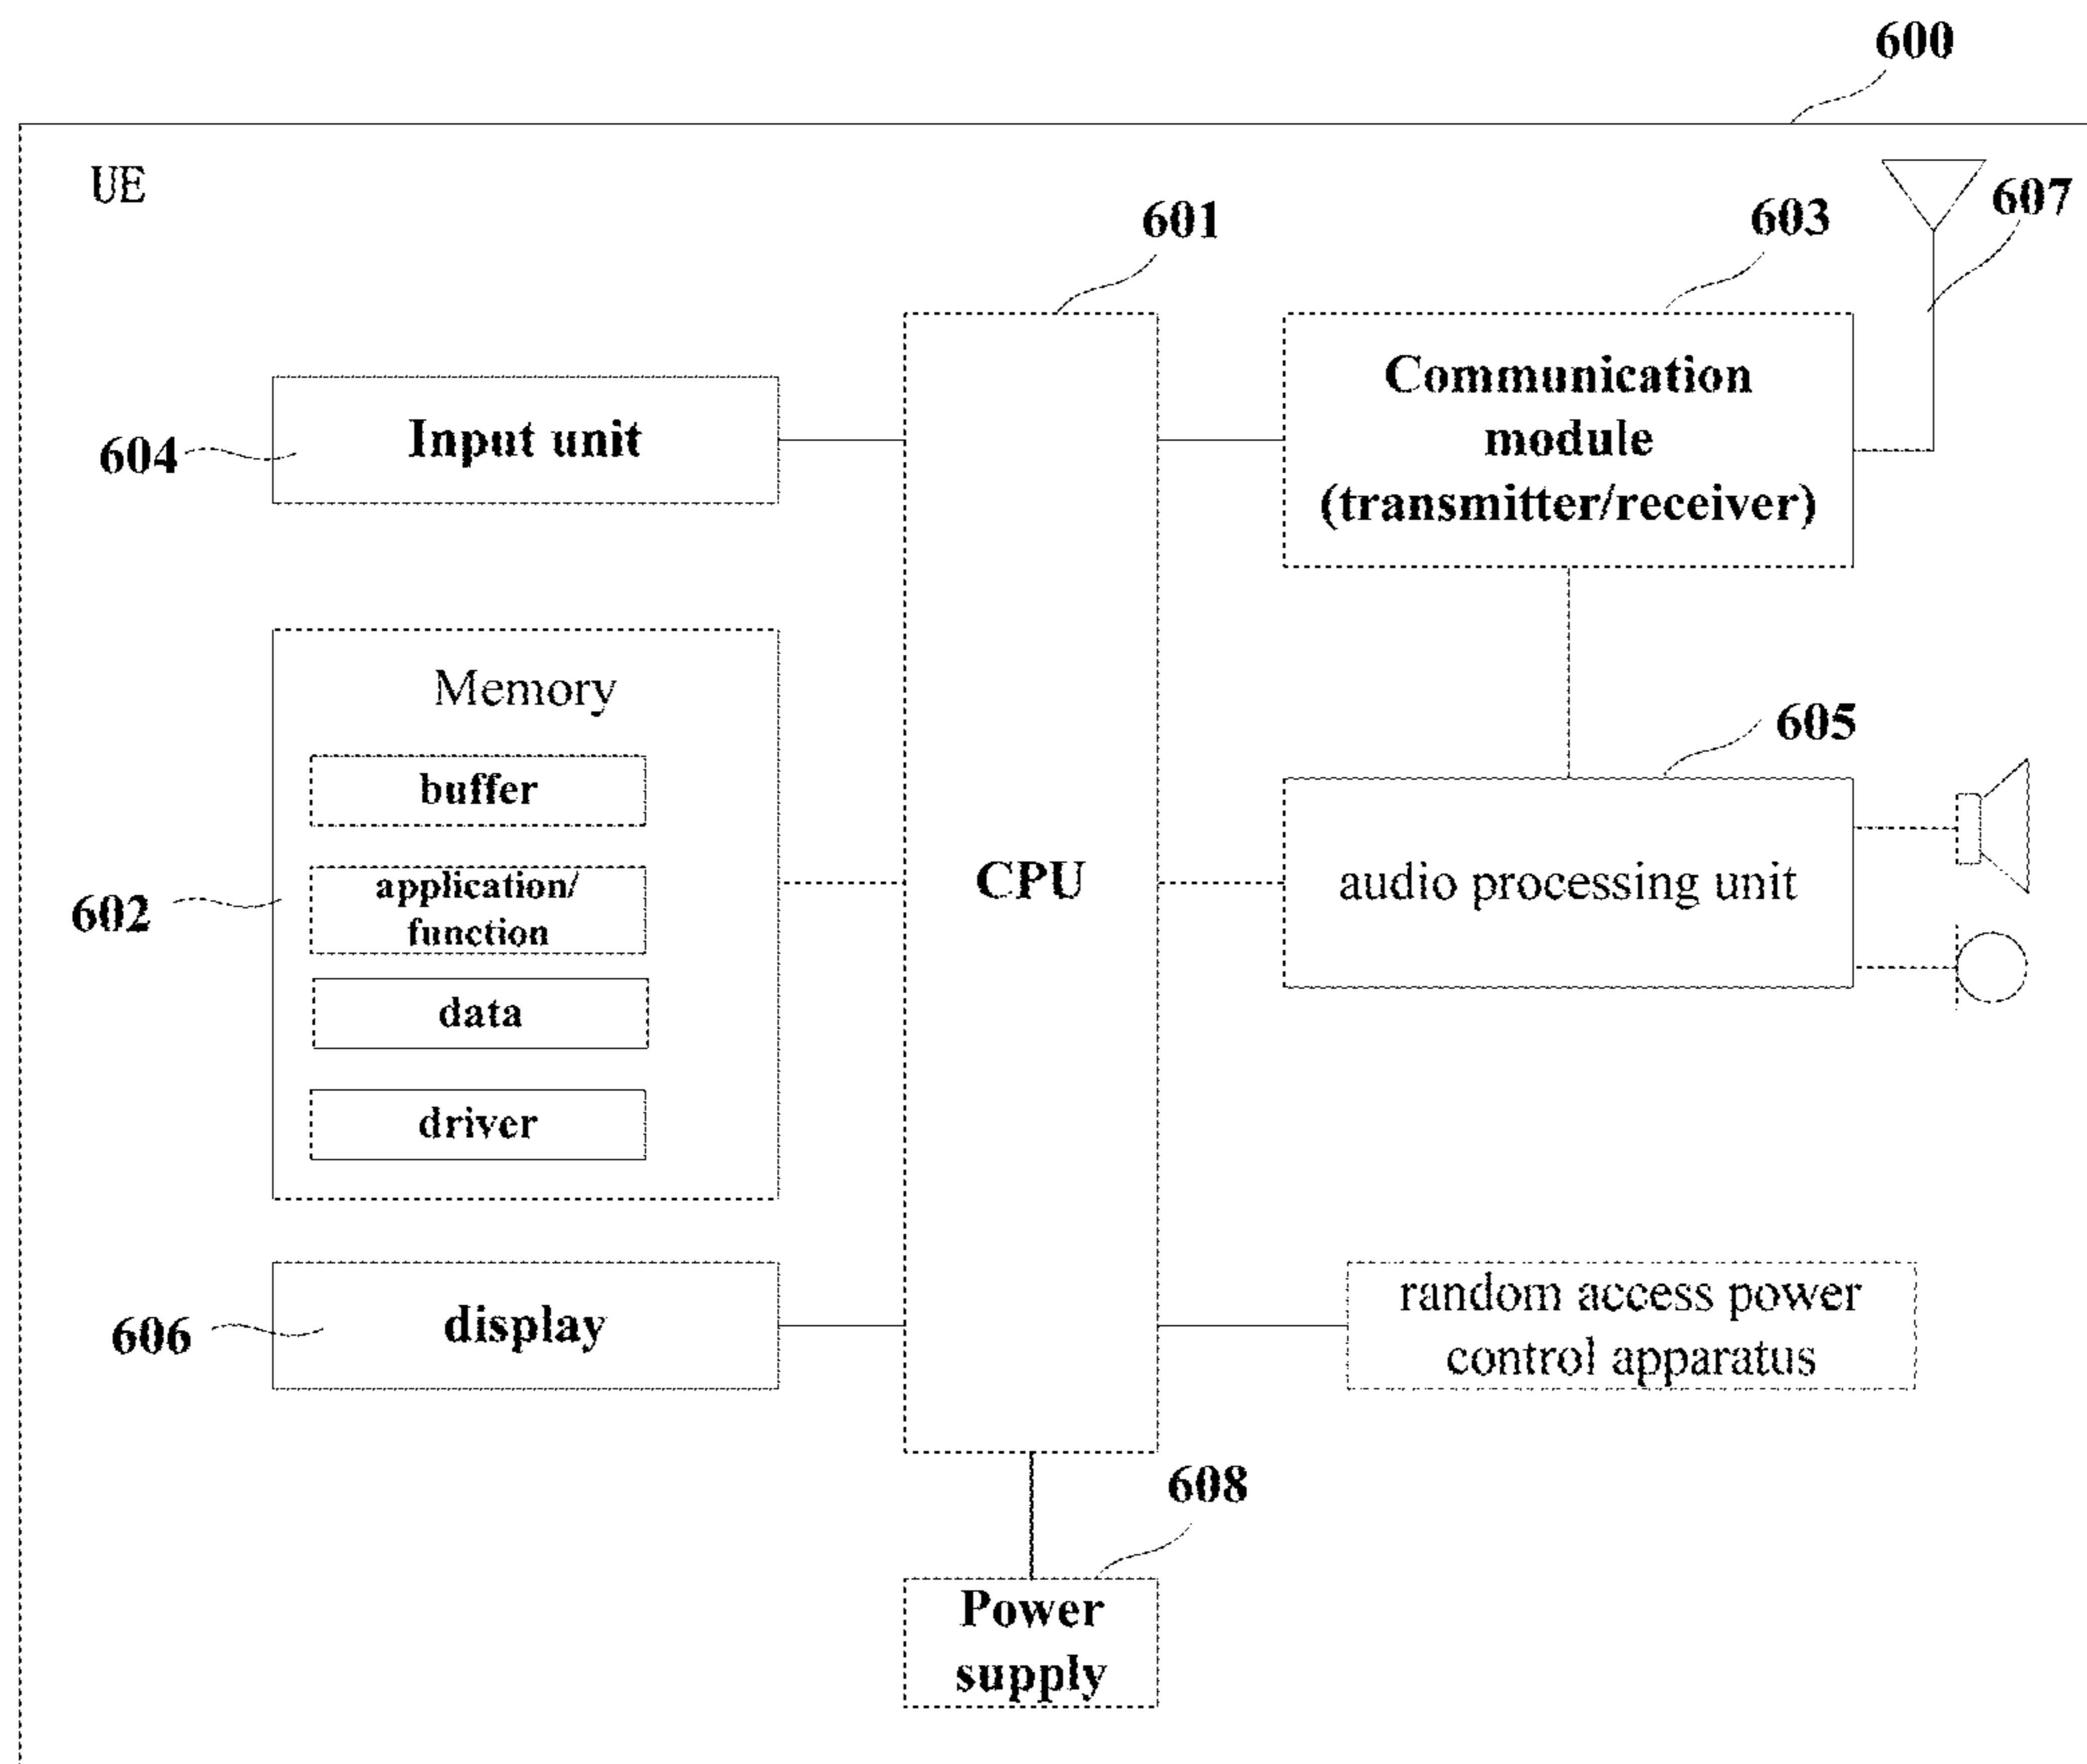 600
UE
607
601
603
Communication
module
(transmitter/receiver)
Input unit
604
Memory
buffer
application/
function
data
driver
602
605
CPU
audio processing unit
display
606
random access power
control apparatus
608
Power
supply